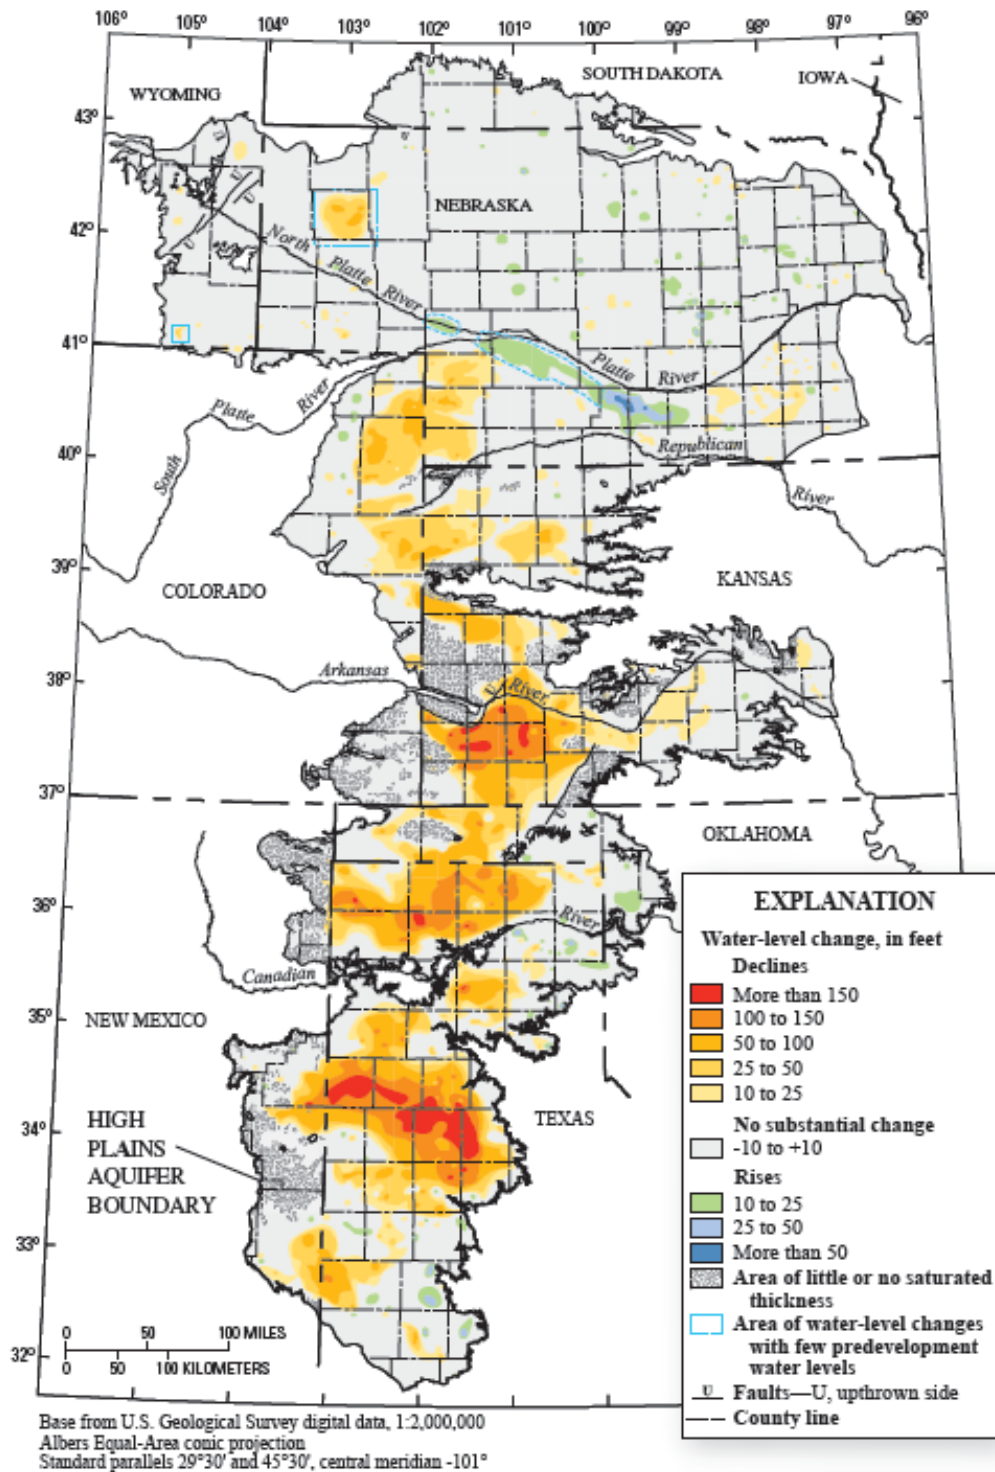 106° 105° 104° 103° 102° 101° 100° 99° 98° 97° 96°
SOUTH DAKOTA
IOWA
WYOMING
43°
U
U
U
NEBRASKA
42°
North Platte River
41°
Platte River
South Platte River
Republican River
40°
39°
COLORADO
KANSAS
38°
Arkansas River
U
37°
OKLAHOMA
U
36°
River
Canadian
35°
NEW MEXICO
TEXAS
34°
HIGH
PLAINS
AQUIFER
BOUNDARY
33°
32°
0 50 100 MILES
0 50 100 KILOMETERS
EXPLANATION
Water-level change, in feet
Declines
More than 150
100 to 150
50 to 100
25 to 50
10 to 25
No substantial change
-10 to +10
Rises
10 to 25
25 to 50
More than 50
Area of little or no saturated
thickness
Area of water-level changes
with few predevelopment
water levels
U Faults—U, upthrown side
County line
Base from U.S. Geological Survey digital data, 1:2,000,000
Albers Equal-Area conic projection
Standard parallels 29°30' and 45°30', central meridian -101°